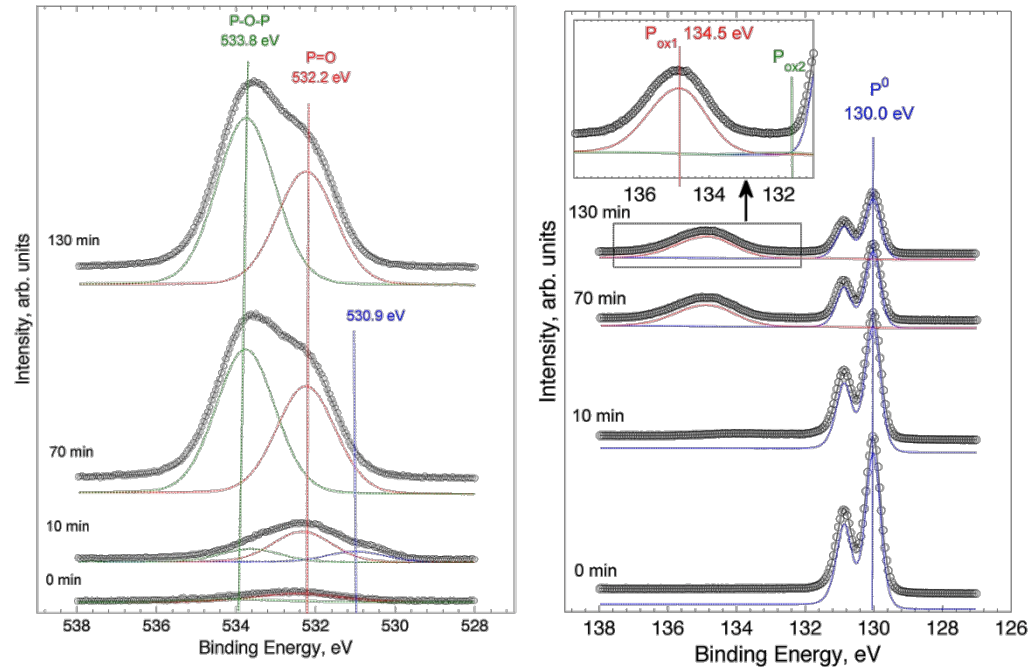 P-O-P
533.8 eV
P=O
532.2 eV
130 min
530.9 eV
70 min
10 min
0 min
Intensity, arb. units
538 536 534 532 530 528
Binding Energy, eV
Pox1 134.5 eV
Pox2
P0
130.0 eV
136 134 132
130 min
70 min
10 min
0 min
Intensity, arb. units
138 136 134 132 130 128 126
Binding Energy, eV